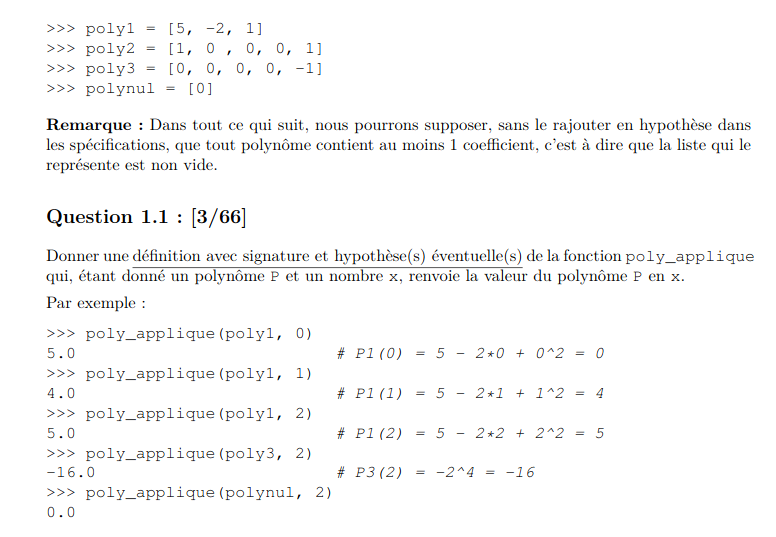 >>> poly1 = [5, -2, 1]
>>> poly2 = [1, 0 , 0, 0, 1]
>>> poly3 = [0, 0, 0, 0, -1]
>>> polynul = [0]
Remarque : Dans tout ce qui suit, nous pourrons supposer, sans le rajouter en hypothèse dans
les spécifications, que tout polynôme contient au moins 1 coefficient, c'est à dire que la liste qui le
représente est non vide.
Question 1.1 : [3/66]
Donner une définition avec signature et hypothèse(s) éventuelle(s) de la fonction poly_applique
qui, étant donné un polynôme P et un nombre x, renvoie la valeur du polynôme P en x.
Par exemple :
>>> poly_applique(poly1, 0)
5.0 # P1(0) = 5 - 2*0 + 0^2 = 0
>>> poly_applique(poly1, 1)
4.0 # P1(1) = 5 - 2*1 + 1^2 = 4
>>> poly_applique(poly1, 2)
5.0 # P1(2) = 5 - 2*2 + 2^2 = 5
>>> poly_applique(poly3, 2)
-16.0 # P3(2) = -2^4 = -16
>>> poly_applique(polynul, 2)
0.0